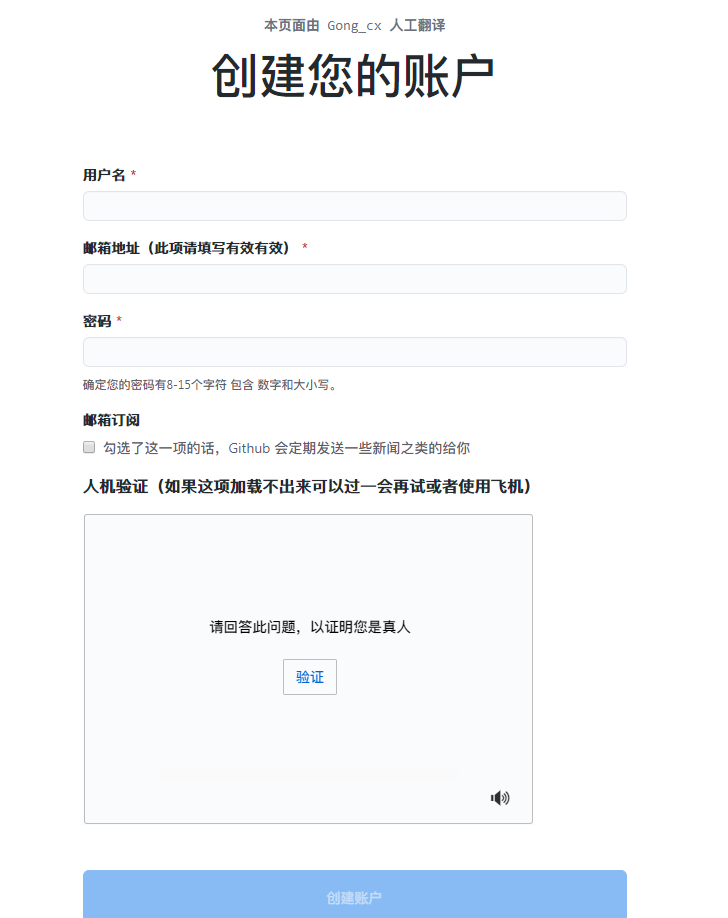 本页面由 Gong_cx 人工翻译
创建您的账户
用户名 *
邮箱地址（此项请填写有效有效） *
密码 *
确定您的密码有8-15个字符 包含 数字和大小写。
邮箱订阅
勾选了这一项的话，Github 会定期发送一些新闻之类的给你
人机验证（如果这项加载不出来可以过一会再试或者使用飞机）
请回答此问题，以证明您是真人
验证
创建账户